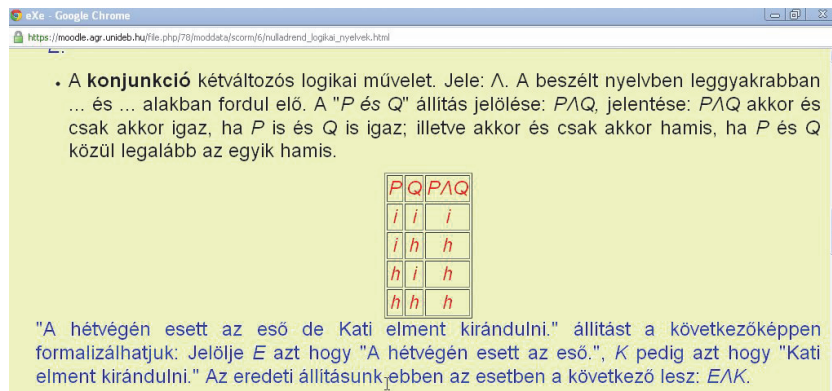 eXe - Google Chrome
https://moodle.agr.unideb.hu/file.php/78/moddata/scorm/6/nulladrend_logikai_nyelvek.html
• A konjunkció kétváltozós logikai művelet. Jele: Λ. A beszélt nyelvben leggyakrabban
... és ... alakban fordul elő. A "P és Q" állítás jelölése: PΛQ, jelentése: PΛQ akkor és
csak akkor igaz, ha P is és Q is igaz; illetve akkor és csak akkor hamis, ha P és Q
közül legalább az egyik hamis.
P Q PΛQ
i i i
i h h
h i h
h h h
"A hétvégén esett az eső de Kati elment kirándulni." állítást a következőképpen
formalizálhatjuk: Jelölje E azt hogy "A hétvégén esett az eső.", K pedig azt hogy "Kati
elment kirándulni." Az eredeti állításunk ebben az esetben a következő lesz: EΛK.